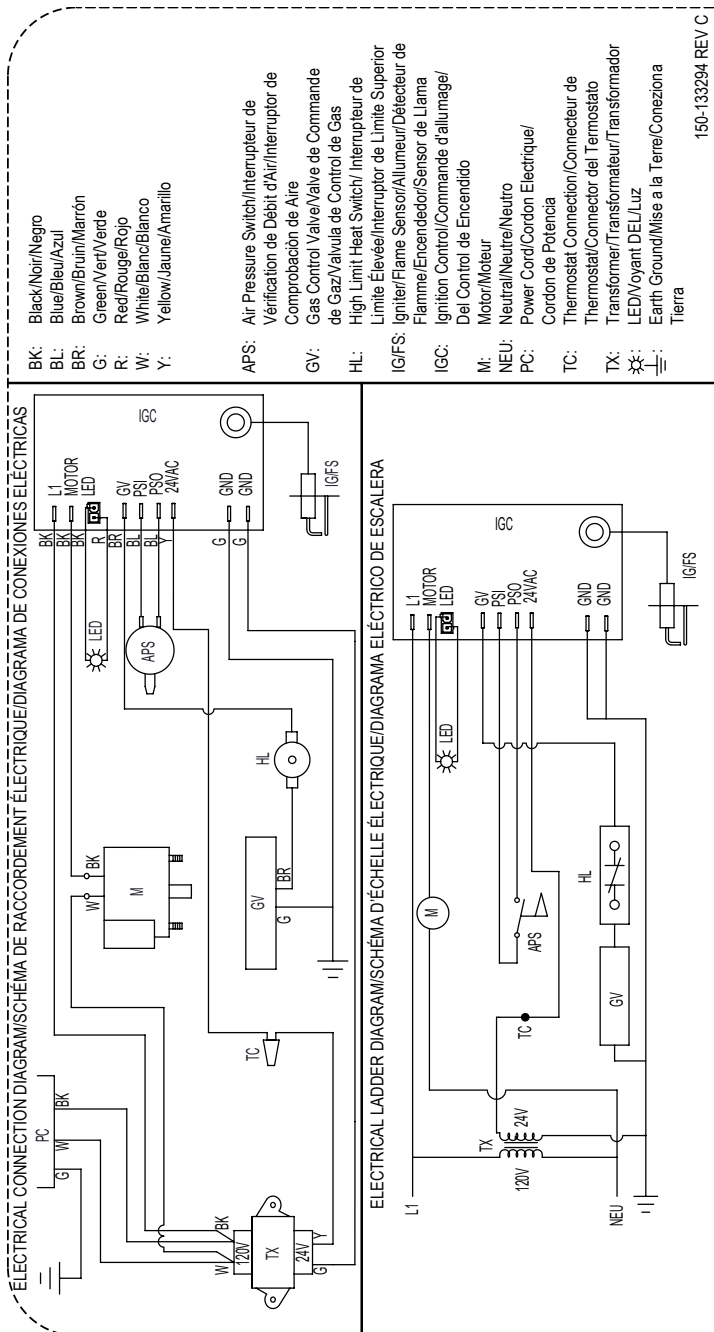 ELECTRICAL CONNECTION DIAGRAM/SCHÉMA DE RACCORDEMENT ÉLECTRIQUE/DIAGRAMA DE CONEXIONES ELÉCTRICAS
PC
G
W
BK
W
BK
120V
TX
24V
G
Y
W
BK
M
TC
GV
G
BR
HL
APS
LED
BK
BK
BK
R
BR
BL
BL
Y
G
G
L1
MOTOR
LED
GV
PSI
PSO
24VAC
GND
GND
IGC
IG/FS
ELECTRICAL LADDER DIAGRAM/SCHÉMA D'ÉCHELLE ÉLECTRIQUE/DIAGRAMA ELÉCTRICO DE ESCALERA
L1
NEU
120V
TX
24V
TC
M
APS
GV
HL
LED
L1
MOTOR
LED
GV
PSI
PSO
24VAC
GND
GND
IGC
IG/FS
BK: Black/Noir/Negro
BL: Blue/Bleu/Azul
BR: Brown/Bruin/Marrón
G: Green/Vert/Verde
R: Red/Rouge/Rojo
W: White/Blanc/Blanco
Y: Yellow/Jaune/Amarillo
APS: Air Pressure Switch/Interrupteur de
Vérification de Débit d'Air/Interruptor de
Comprobación de Aire
GV: Gas Control Valve/Valve de Commande
de Gaz/Valvula de Control de Gas
HL: High Limit Heat Switch/ Interrupteur de
Limite Elevée/Interruptor de Limite Superior
IG/FS: Igniter/Flame Sensor/Allumeur/Détecteur de
Flamme/Encendedor/Sensor de Llama
IGC: Ignition Control/Commande d'allumage/
Del Control de Encendido
M: Motor/Moteur
NEU: Neutral/Neutre/Neutro
PC: Power Cord/Cordon Electrique/
Cordon de Potencia
TC: Thermostat Connection/Connecteur de
Thermostat/Connector del Termostato
TX: Transformer/Transformateur/Transformador
: LED/Voyant DEL/Luz
: Earth Ground/Mise a la Terre/Coneziona
Tierra
150-133294 REV C